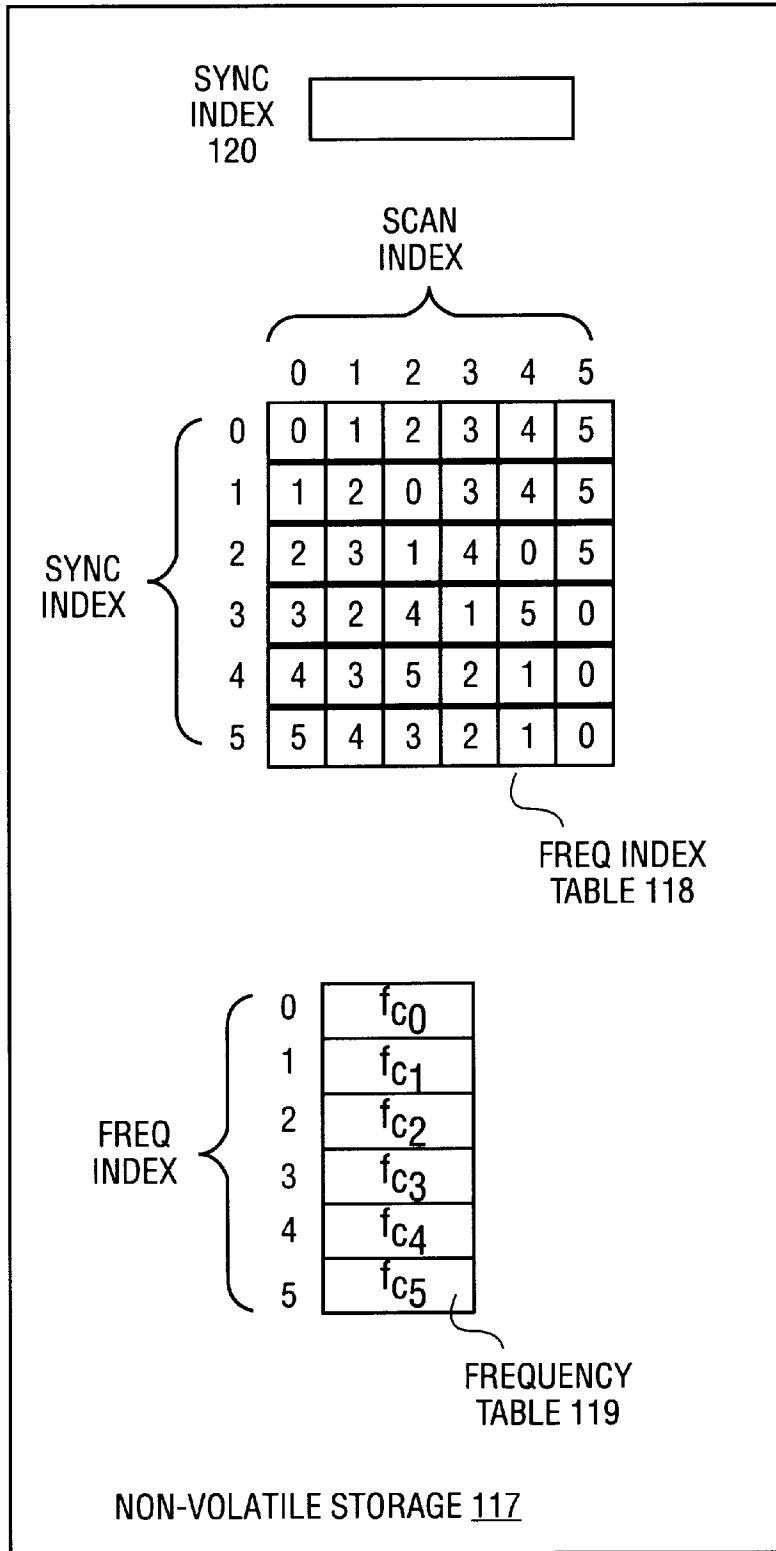 SYNC
INDEX
120
SCAN
INDEX
0 1 2 3 4 5
0 0 1 2 3 4 5
1 1 2 0 3 4 5
2 2 3 1 4 0 5
SYNC
INDEX
3 3 2 4 1 5 0
4 4 3 5 2 1 0
5 5 4 3 2 1 0
FREQ INDEX
TABLE 118
0 fc0
1 fc1
2 fc2
FREQ
INDEX
3 fc3
4 fc4
5 fc5
FREQUENCY
TABLE 119
NON-VOLATILE STORAGE 117